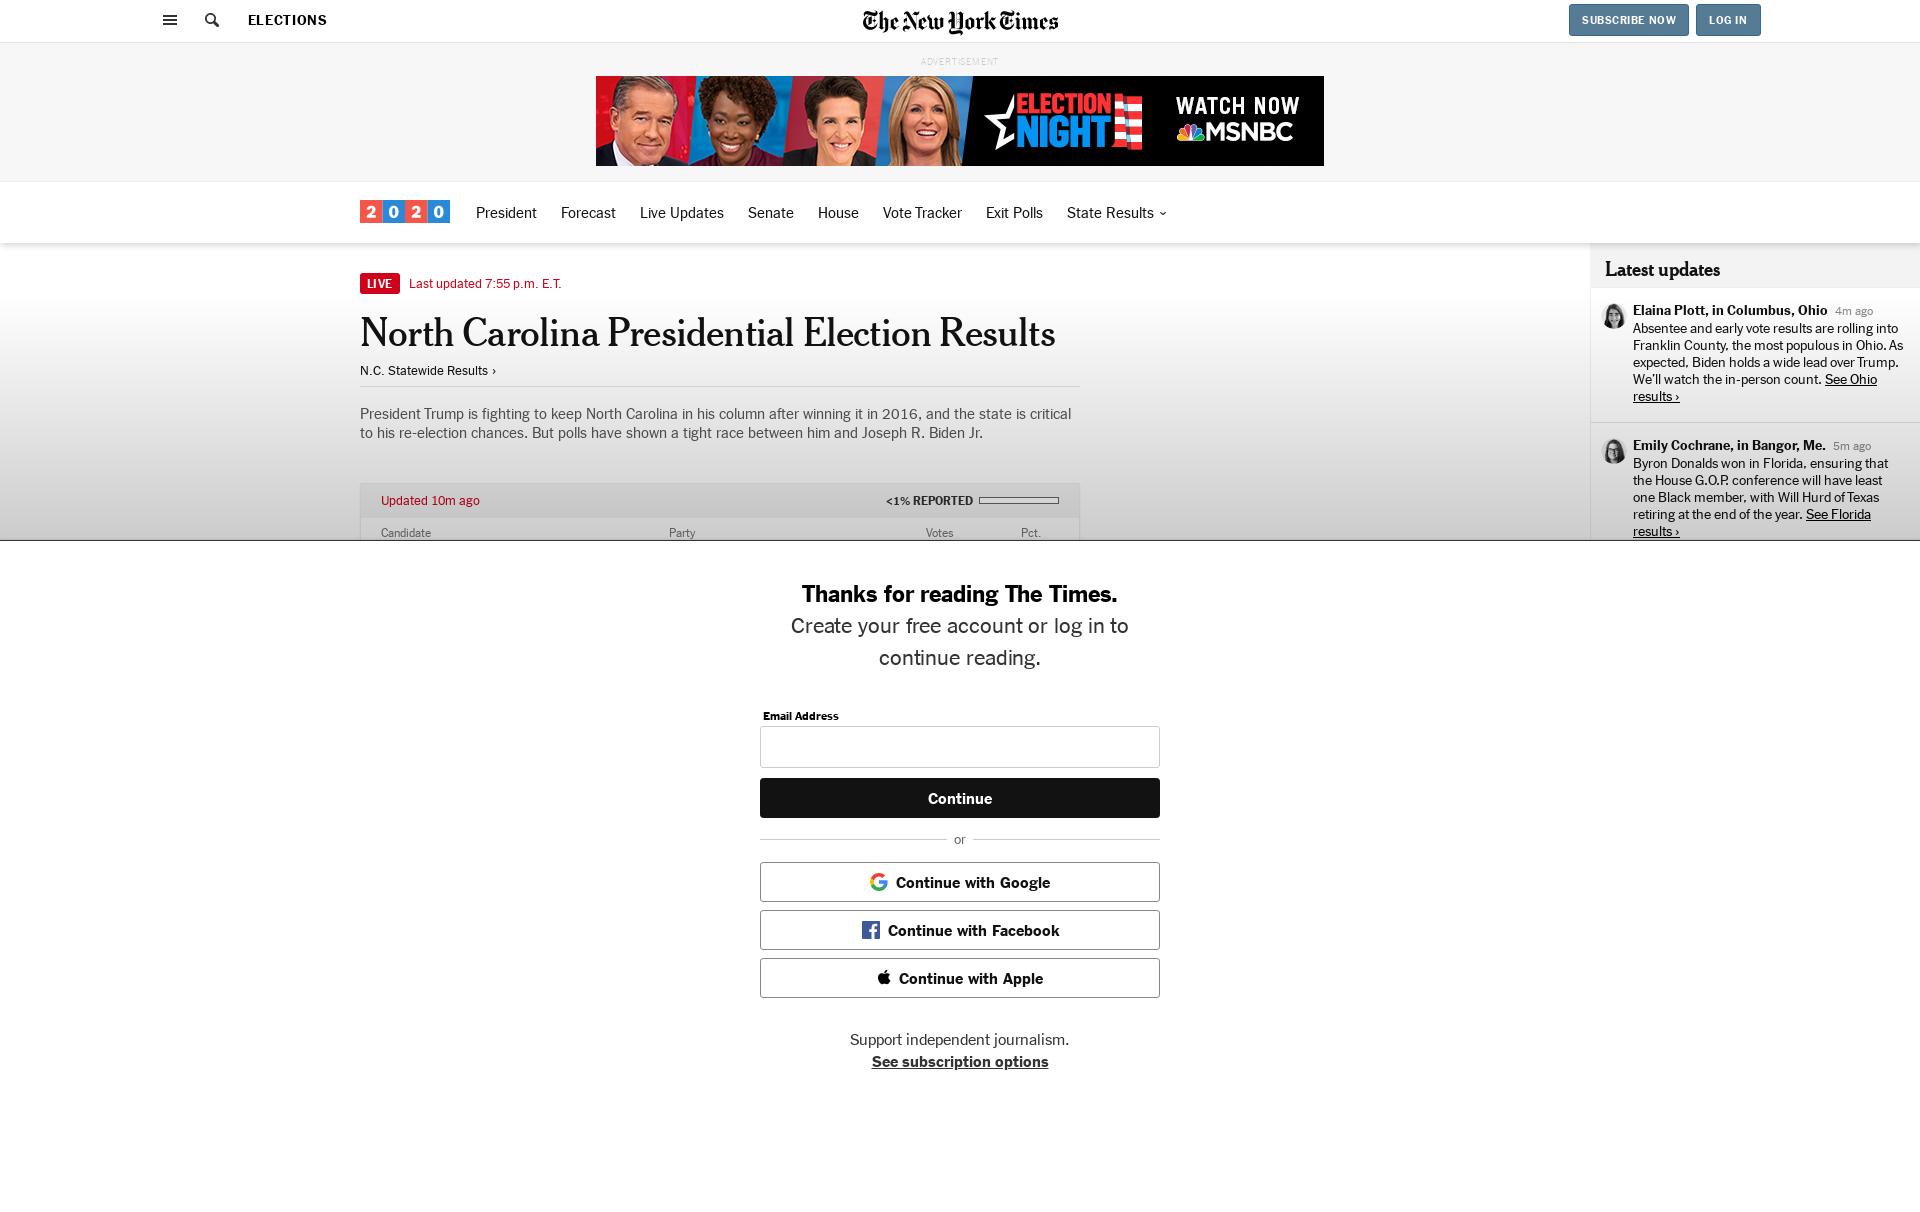 ELECTIONS
The New York Times
SUBSCRIBE NOW
LOG IN
ADVERTISEMENT
ELECTION
NIGHT
WATCH NOW
MSNBC
2020
President
Forecast
Live Updates
Senate
House
Vote Tracker
Exit Polls
State Results
LIVE
Last updated 7:55 p.m. E.T.
North Carolina Presidential Election Results
N.C. Statewide Results ›
President Trump is fighting to keep North Carolina in his column after winning it in 2016, and the state is critical
to his re-election chances. But polls have shown a tight race between him and Joseph R. Biden Jr.
Updated 10m ago
<1% REPORTED
Candidate
Party
Votes
Pct.
Latest updates
Elaina Plott, in Columbus, Ohio 4m ago
Absentee and early vote results are rolling into
Franklin County, the most populous in Ohio. As
expected, Biden holds a wide lead over Trump.
We’ll watch the in-person count. See Ohio
results ›
Emily Cochrane, in Bangor, Me. 5m ago
Byron Donalds won in Florida, ensuring that
the House G.O.P. conference will have least
one Black member, with Will Hurd of Texas
retiring at the end of the year. See Florida
results ›
Thanks for reading The Times.
Create your free account or log in to
continue reading.
Email Address
Continue
or
Continue with Google
Continue with Facebook
Continue with Apple
Support independent journalism.
See subscription options